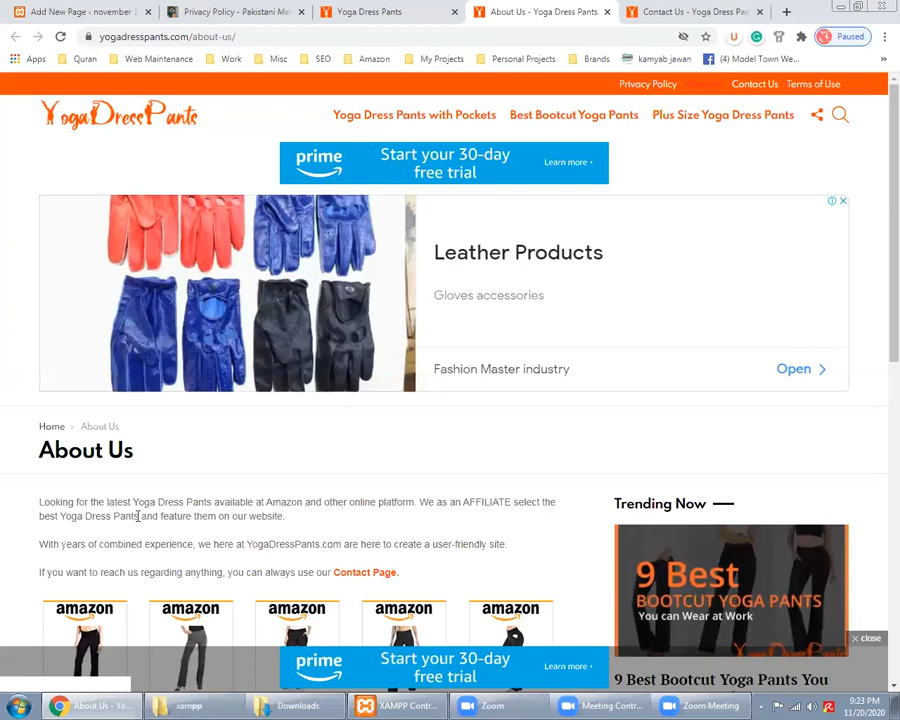 Add New Page ‹ november 1
Privacy Policy - Pakistani Me
Yoga Dress Pants
About Us - Yoga Dress Pants
Contact Us - Yoga Dress Pan
yogadresspants.com/about-us/
Paused
Apps
Quran
Web Maintenance
Work
Misc
SEO
Amazon
My Projects
Personal Projects
Brands
kamyab jawan
(4) Model Town We...
Privacy Policy
About us
Contact Us
Terms of Use
YogaDressPants
Yoga Dress Pants with Pockets
Best Bootcut Yoga Pants
Plus Size Yoga Dress Pants
prime
Start your 30-day
free trial
Learn more ›
Leather Products
Gloves accessories
Fashion Master industry
Open
Home › About Us
About Us
Looking for the latest Yoga Dress Pants available at Amazon and other online platform. We as an AFFILIATE select the
best Yoga Dress Pants and feature them on our website.
With years of combined experience, we here at YogaDressPants.com are here to create a user-friendly site.
If you want to reach us regarding anything, you can always use our Contact Page.
Trending Now
9 Best
BOOTCUT YOGA PANTS
You can Wear at Work
YogaDressPants
amazon
amazon
amazon
amazon
amazon
× close
prime
Start your 30-day
free trial
Learn more ›
9 Best Bootcut Yoga Pants You
About Us - Yo...
xampp
Downloads
XAMPP Contr...
Zoom
Meeting Contr...
Zoom Meeting
9:23 PM
11/20/2020